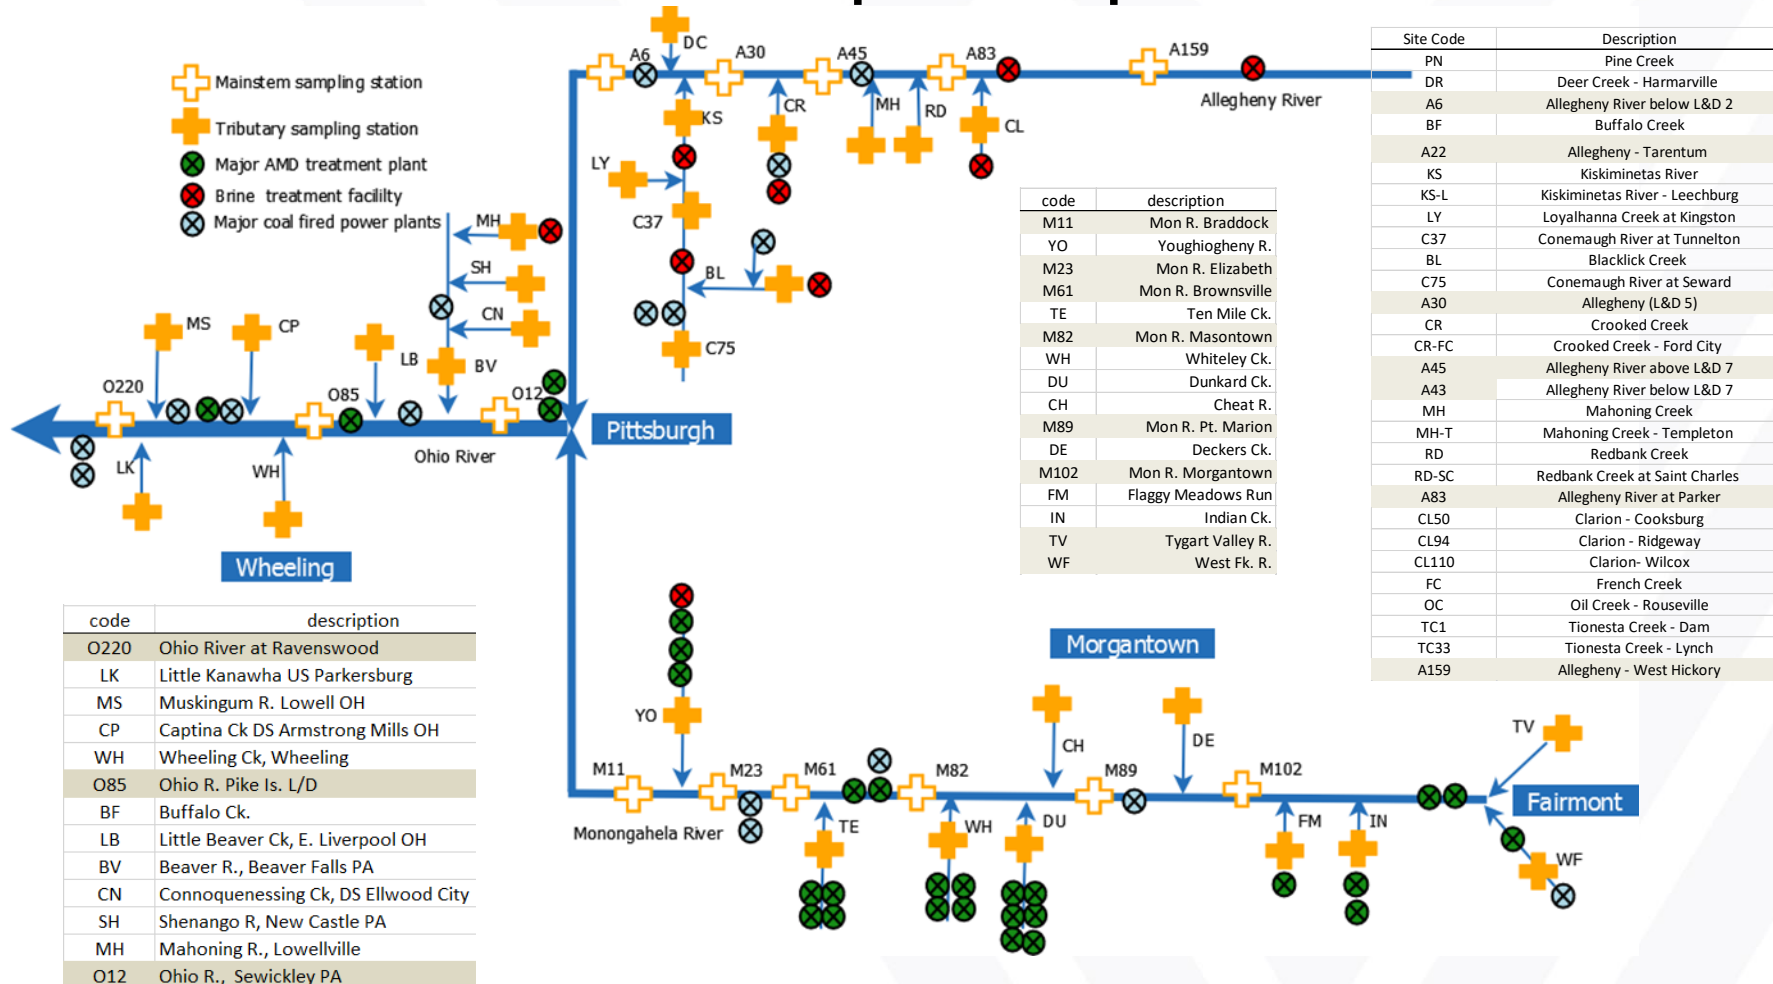 DC
A6
A30
A45
A83
A159
Mainstem sampling station
Tributary sampling station
Major AMD treatment plant
Brine treatment facililty
Major coal fired power plants
KS
CR
MH
RD
CL
Allegheny River
LY
C37
BL
C75
MH
SH
CN
BV
MS
CP
LB
O220
O85
O12
LK
WH
Ohio River
Pittsburgh
Wheeling
code description
O220 Ohio River at Ravenswood
LK Little Kanawha US Parkersburg
MS Muskingum R. Lowell OH
CP Captina Ck DS Armstrong Mills OH
WH Wheeling Ck, Wheeling
O85 Ohio R. Pike Is. L/D
BF Buffalo Ck.
LB Little Beaver Ck, E. Liverpool OH
BV Beaver R., Beaver Falls PA
CN Connoquenessing Ck, DS Ellwood City
SH Shenango R, New Castle PA
MH Mahoning R., Lowellville
O12 Ohio R., Sewickley PA
code description
M11 Mon R. Braddock
YO Youghiogheny R.
M23 Mon R. Elizabeth
M61 Mon R. Brownsville
TE Ten Mile Ck.
M82 Mon R. Masontown
WH Whiteley Ck.
DU Dunkard Ck.
CH Cheat R.
M89 Mon R. Pt. Marion
DE Deckers Ck.
M102 Mon R. Morgantown
FM Flaggy Meadows Run
IN Indian Ck.
TV Tygart Valley R.
WF West Fk. R.
Site Code Description
PN Pine Creek
DR Deer Creek - Harmarville
A6 Allegheny River below L&D 2
BF Buffalo Creek
A22 Allegheny - Tarentum
KS Kiskiminetas River
KS-L Kiskiminetas River - Leechburg
LY Loyalhanna Creek at Kingston
C37 Conemaugh River at Tunnelton
BL Blacklick Creek
C75 Conemaugh River at Seward
A30 Allegheny (L&D 5)
CR Crooked Creek
CR-FC Crooked Creek - Ford City
A45 Allegheny River above L&D 7
A43 Allegheny River below L&D 7
MH Mahoning Creek
MH-T Mahoning Creek - Templeton
RD Redbank Creek
RD-SC Redbank Creek at Saint Charles
A83 Allegheny River at Parker
CL50 Clarion - Cooksburg
CL94 Clarion - Ridgeway
CL110 Clarion- Wilcox
FC French Creek
OC Oil Creek - Rouseville
TC1 Tionesta Creek - Dam
TC33 Tionesta Creek - Lynch
A159 Allegheny - West Hickory
Morgantown
YO
CH
DE
TV
M11
M23
M61
M82
M89
M102
Fairmont
Monongahela River
TE
WH
DU
FM
IN
WF